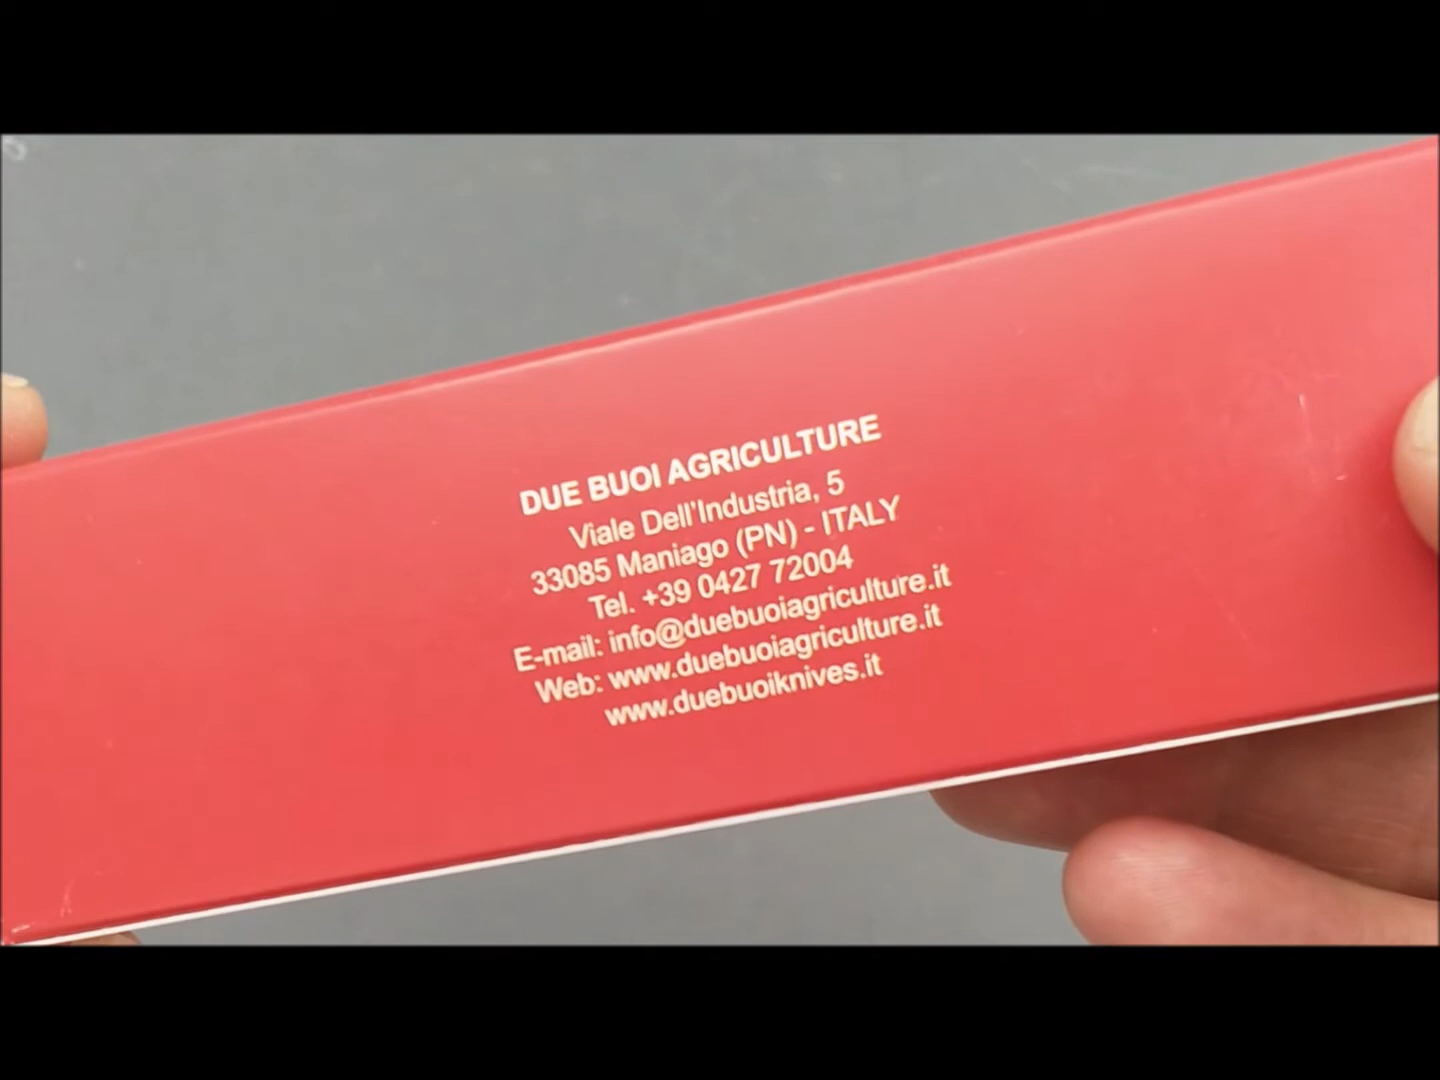 DUE BUOI AGRICULTURE
Viale Dell'Industria, 5
33085 Maniago (PN) - ITALY
Tel. +39 0427 72004
E-mail: info@duebuoiagriculture.it
Web: www.duebuoiagriculture.it
www.duebuoiknives.it